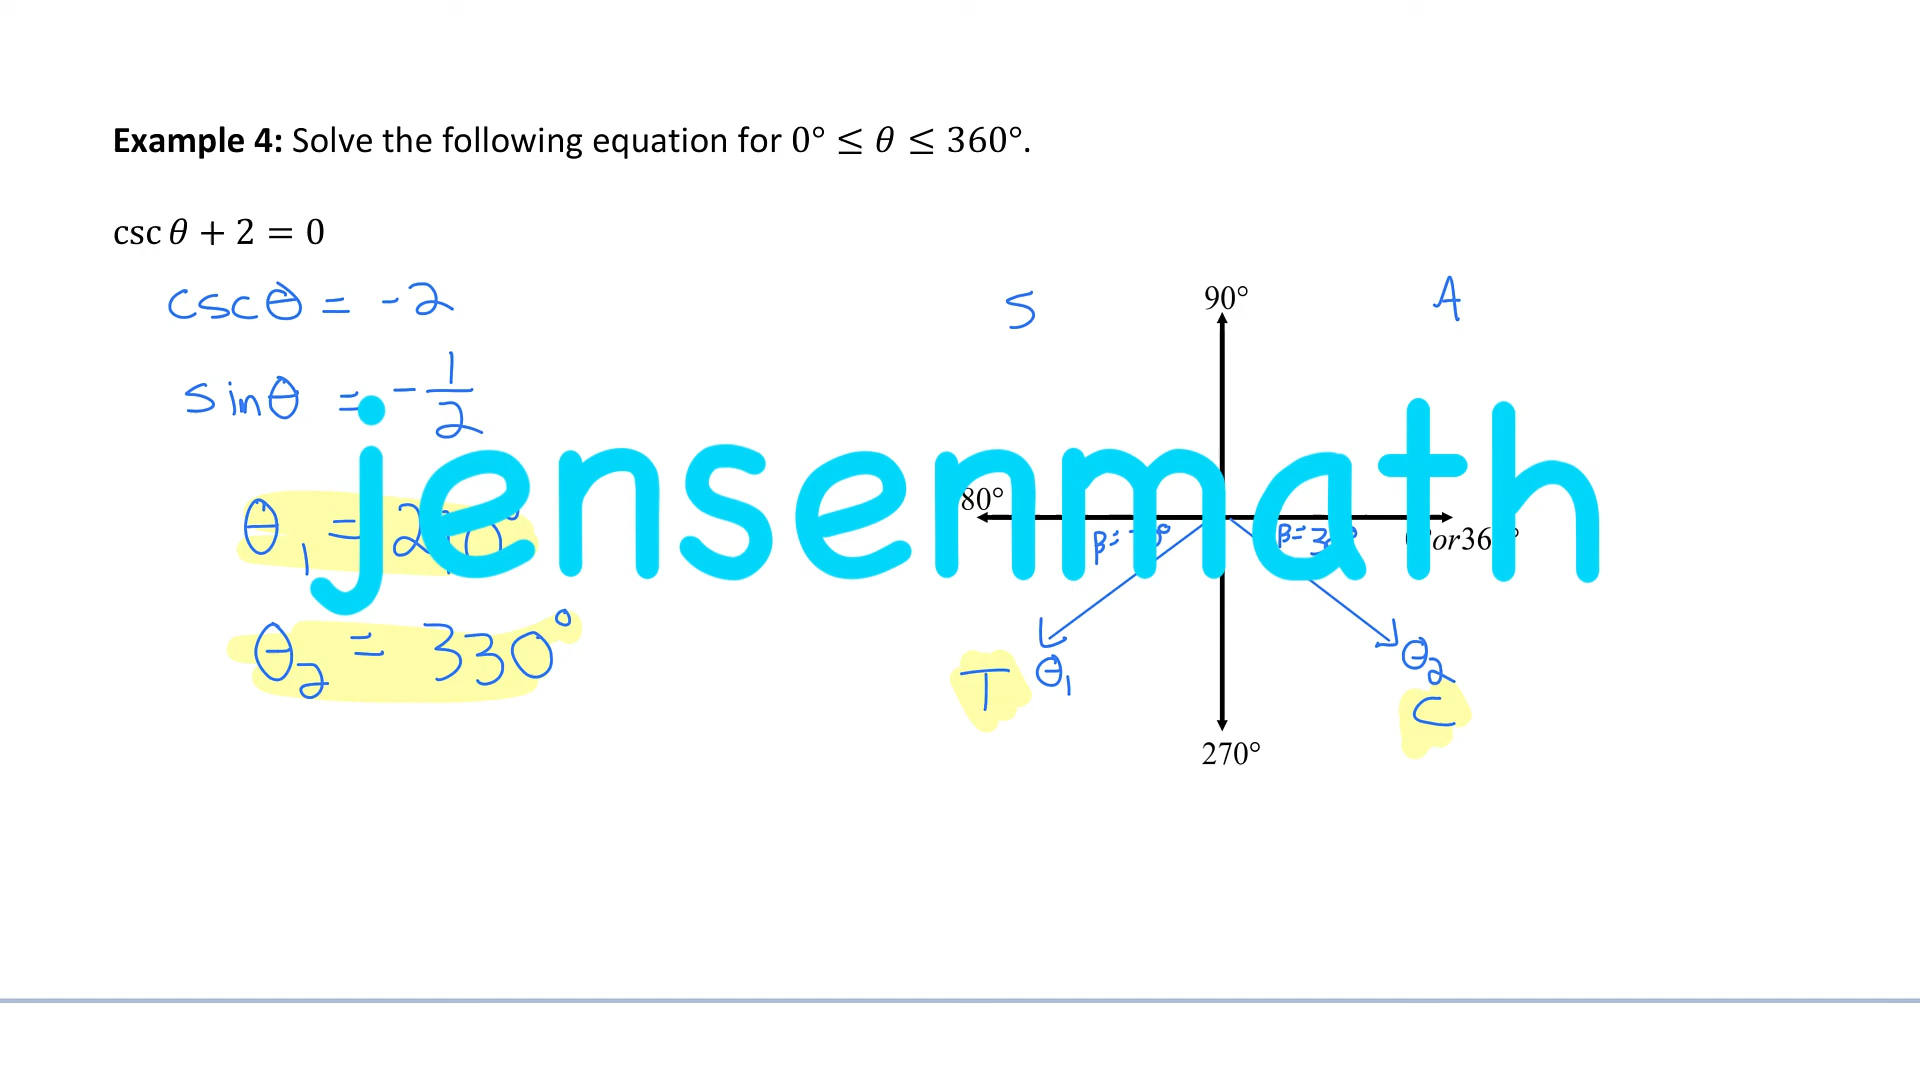 Example 4: Solve the following equation for 0° ≤ θ ≤ 360°.
csc θ + 2 = 0
cscθ = -2
sinθ = -1/2
θ₁ =
θ₂ = 330°
jensenmath
S
90°
A
80°
θ₁
T
θ₂
C
270°